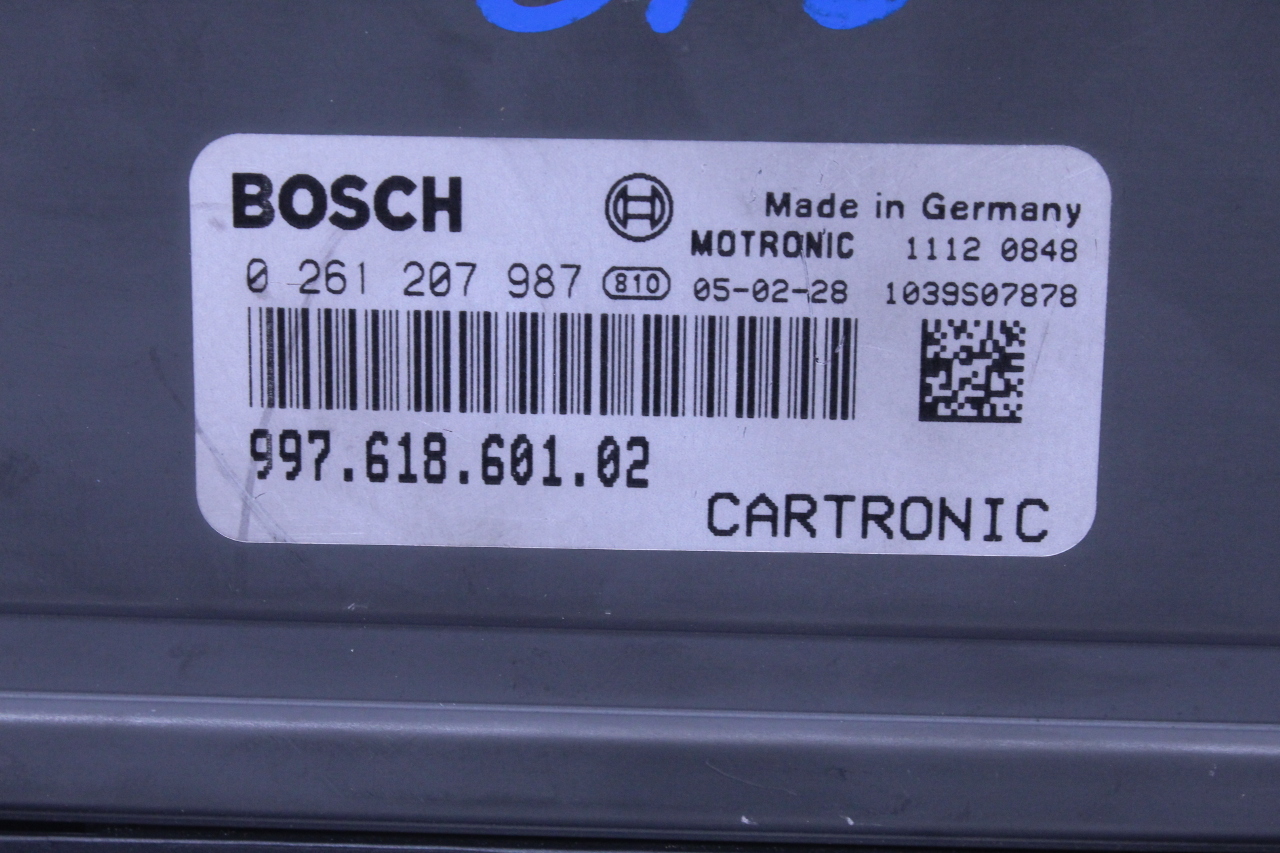 BOSCH
Made in Germany
MOTRONIC 1112 0848
0 261 207 987 810 05-02-28 1039S07878
997.618.601.02
CARTRONIC